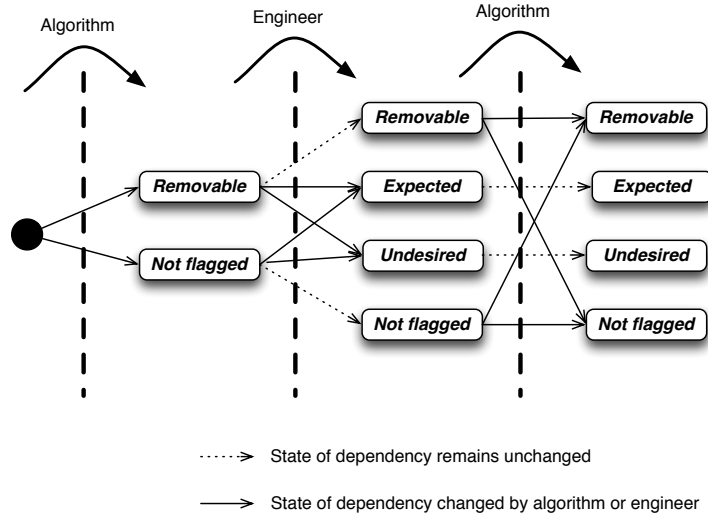 Algorithm
Engineer
Algorithm
Removable
Removable
Removable
Expected
Expected
Not flagged
Undesired
Undesired
Not flagged
Not flagged
State of dependency remains unchanged
State of dependency changed by algorithm or engineer